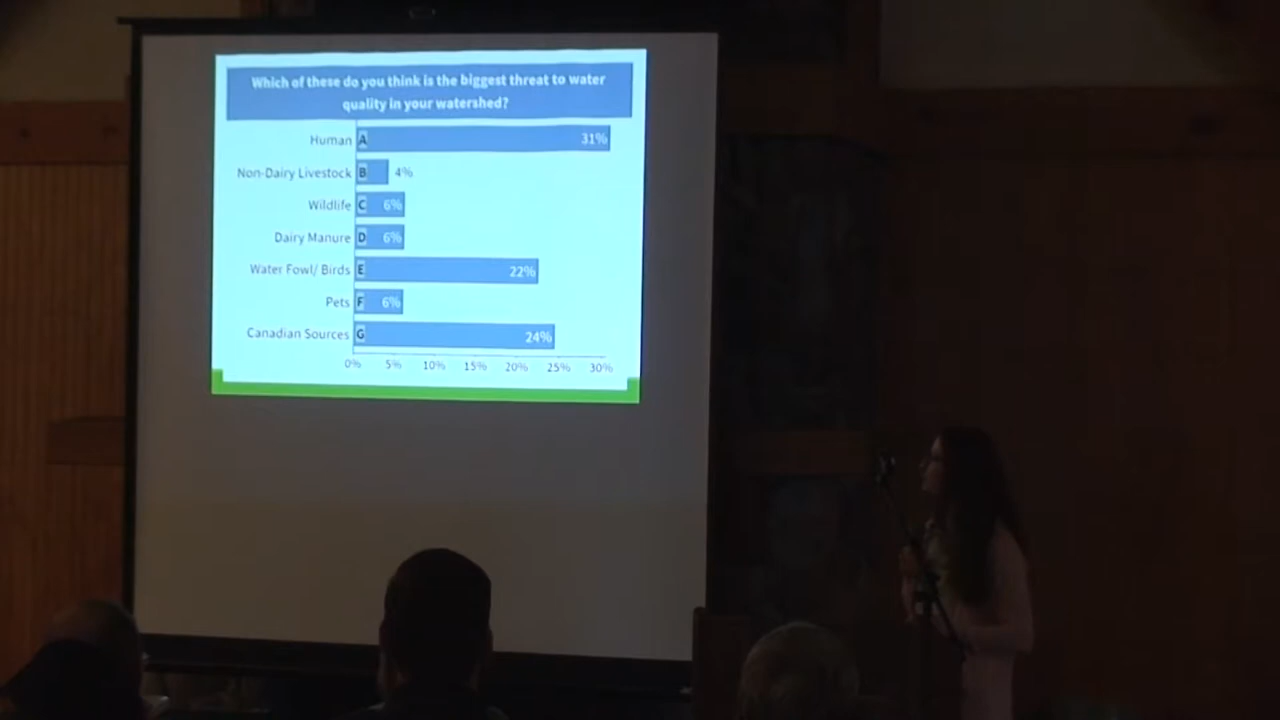 Which of these do you think is the biggest threat to water
quality in your watershed?
Human A 31%
Non-Dairy Livestock B 4%
Wildlife C 6%
Dairy Manure D 6%
Water Fowl/ Birds E 22%
Pets F 6%
Canadian Sources G 24%
0% 5% 10% 15% 20% 25% 30%